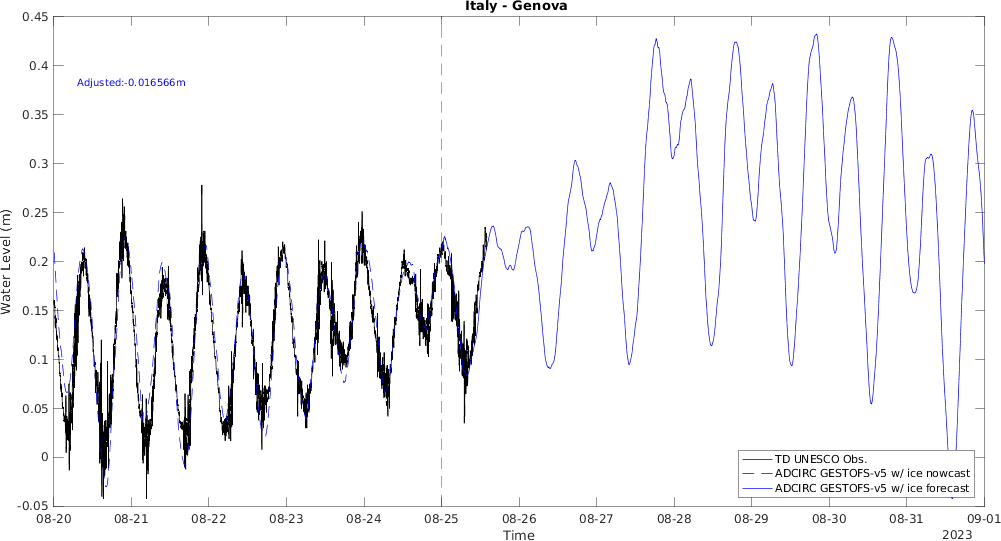 Italy - Genova
Adjusted:-0.016566m
Water Level (m)
0.45
0.4
0.35
0.3
0.25
0.2
0.15
0.1
0.05
0
-0.05
TD UNESCO Obs.
ADCIRC GESTOFS-v5 w/ ice nowcast
ADCIRC GESTOFS-v5 w/ ice forecast
08-20 08-21 08-22 08-23 08-24 08-25 08-26 08-27 08-28 08-29 08-30 08-31 09-01
Time
2023